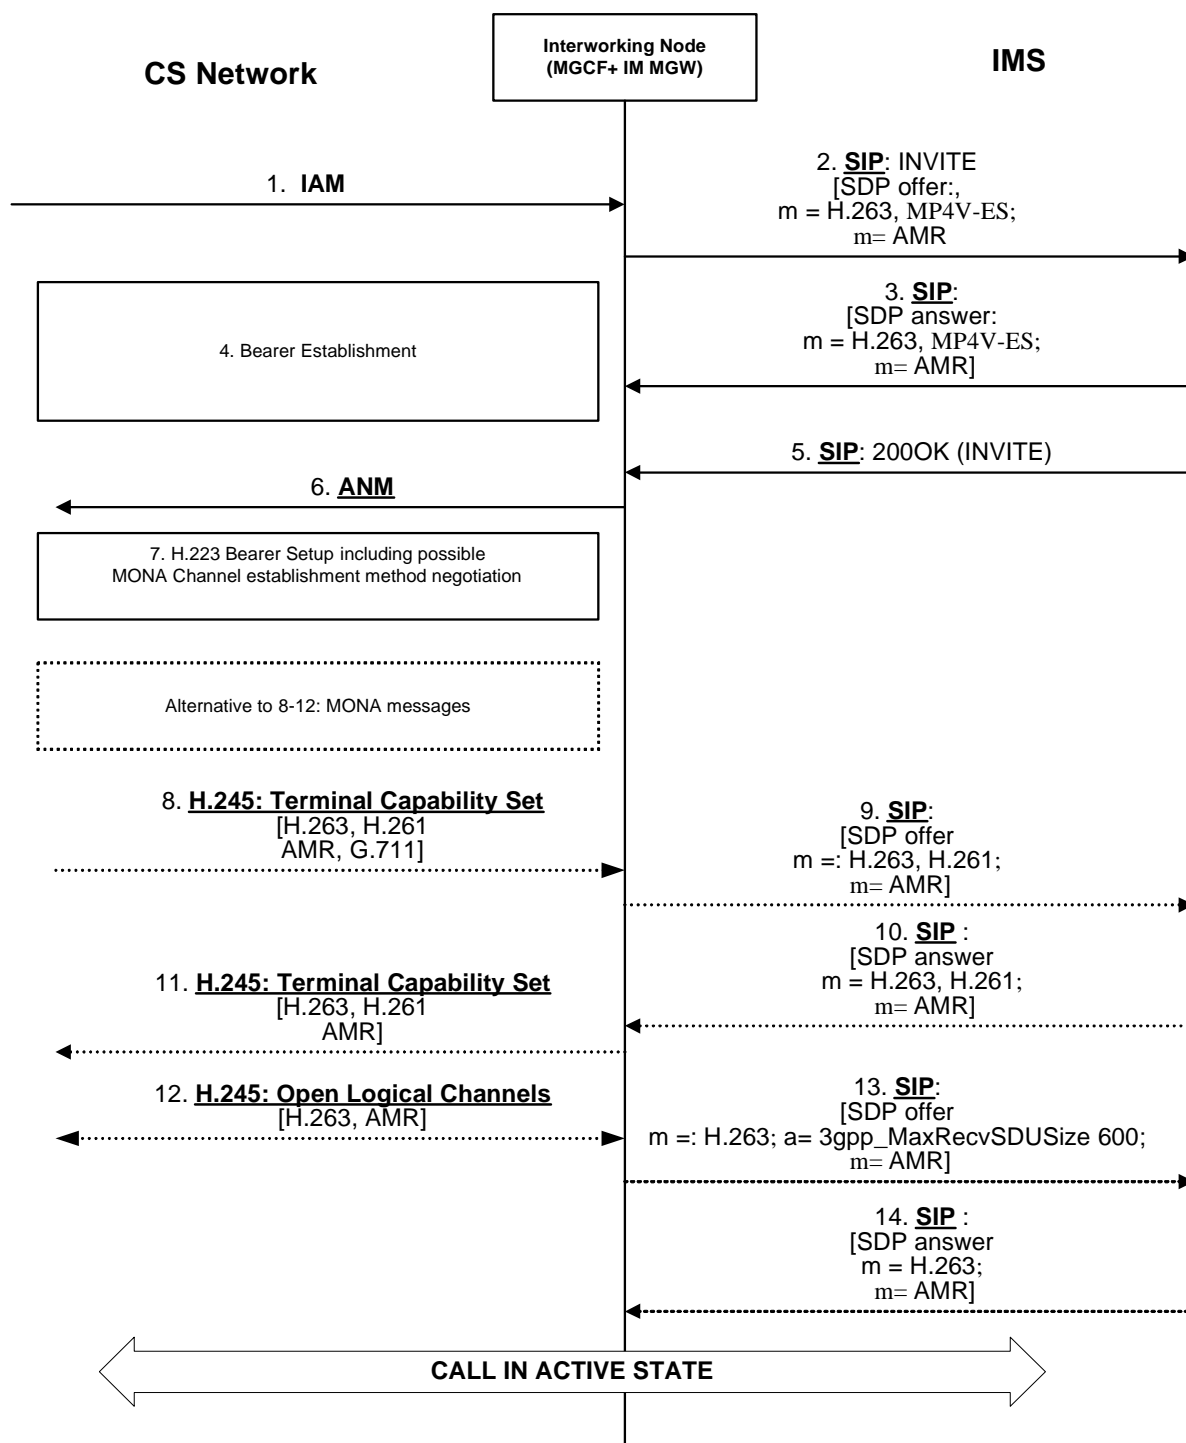 CS Network
Interworking Node
(MGCF+ IM MGW)
IMS
1. IAM
2. SIP: INVITE
[SDP offer:,
m = H.263, MP4V-ES;
m= AMR
3. SIP:
[SDP answer:
m = H.263, MP4V-ES;
m= AMR]
4. Bearer Establishment
5. SIP: 200OK (INVITE)
6. ANM
7. H.223 Bearer Setup including possible
MONA Channel establishment method negotiation
Alternative to 8-12: MONA messages
8. H.245: Terminal Capability Set
[H.263, H.261
AMR, G.711]
9. SIP:
[SDP offer
m =: H.263, H.261;
m= AMR]
10. SIP :
[SDP answer
m = H.263, H.261;
m= AMR]
11. H.245: Terminal Capability Set
[H.263, H.261
AMR]
12. H.245: Open Logical Channels
[H.263, AMR]
13. SIP:
[SDP offer
m =: H.263; a= 3gpp_MaxRecvSDUSize 600;
m= AMR]
14. SIP :
[SDP answer
m = H.263;
m= AMR]
CALL IN ACTIVE STATE